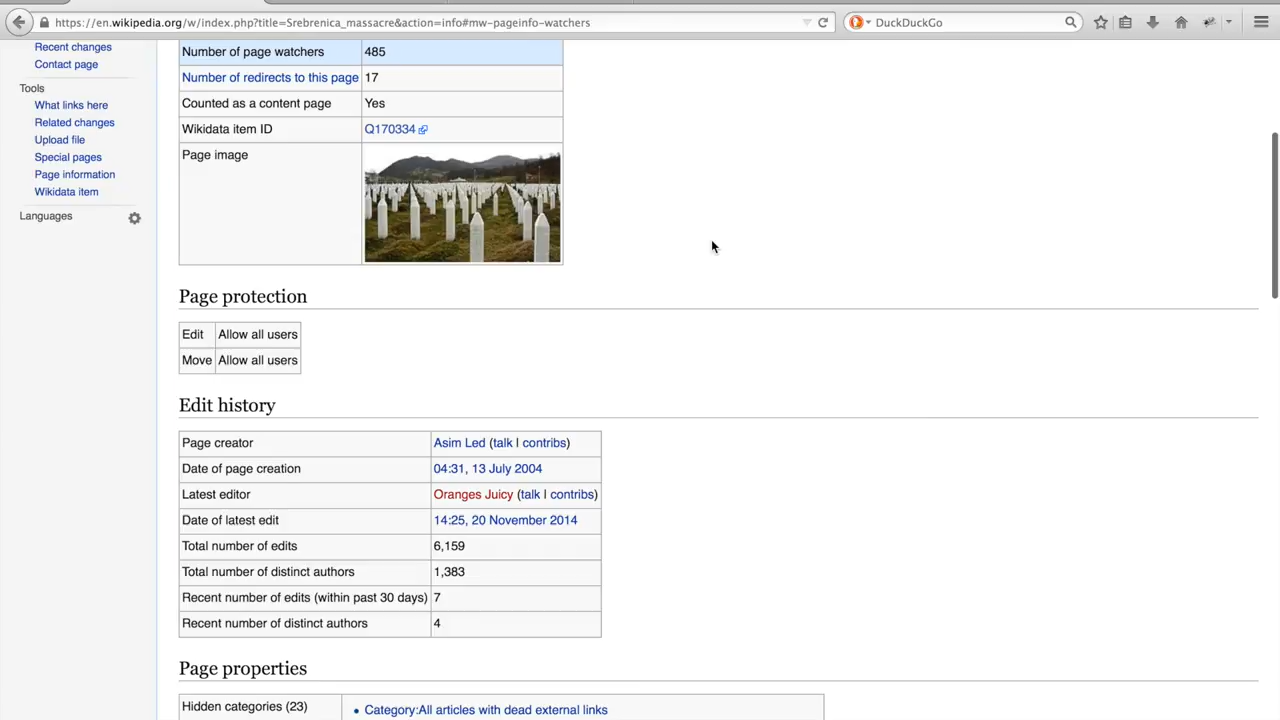 https://en.wikipedia.org/w/index.php?title=Srebrenica_massacre&action=info#mw-pageinfo-watchers
DuckDuckGo
Recent changes
Contact page
Tools
What links here
Related changes
Upload file
Special pages
Page information
Wikidata item
Languages
Number of page watchers 485
Number of redirects to this page 17
Counted as a content page Yes
Wikidata item ID Q170334
Page image
Page protection
Edit Allow all users
Move Allow all users
Edit history
Page creator Asim Led (talk | contribs)
Date of page creation 04:31, 13 July 2004
Latest editor Oranges Juicy (talk | contribs)
Date of latest edit 14:25, 20 November 2014
Total number of edits 6,159
Total number of distinct authors 1,383
Recent number of edits (within past 30 days) 7
Recent number of distinct authors 4
Page properties
Hidden categories (23) • Category:All articles with dead external links